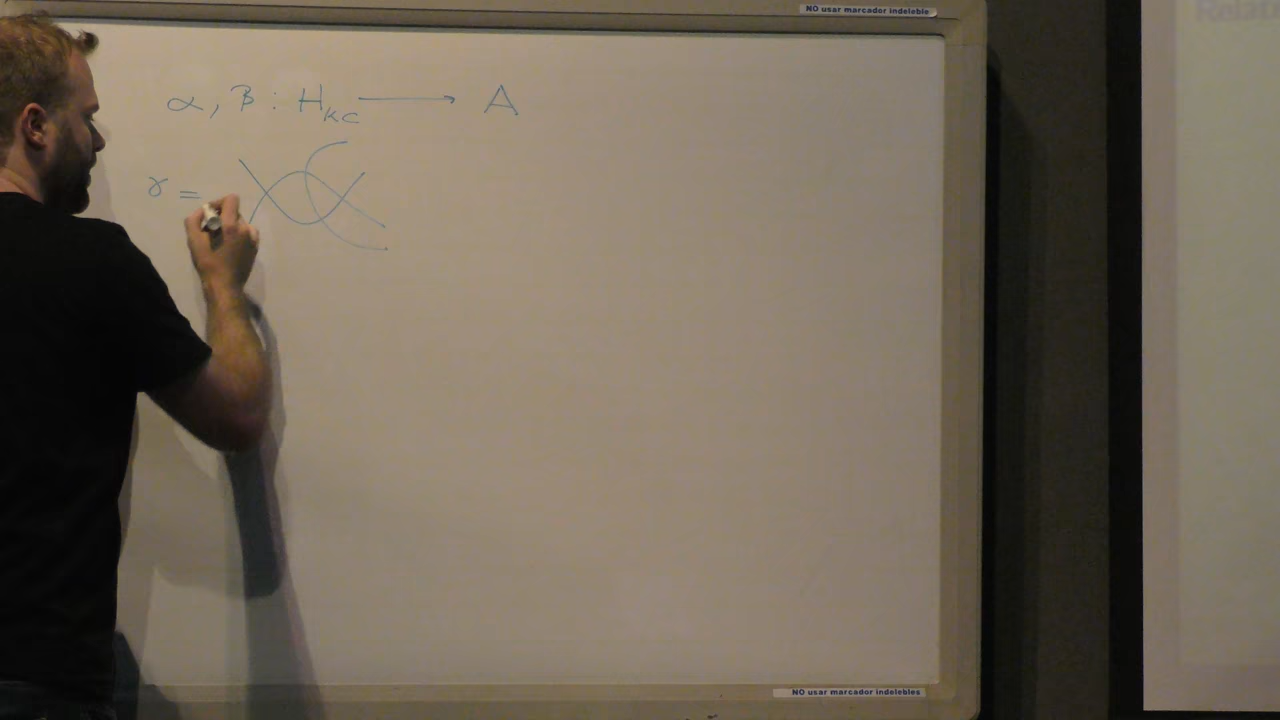 NO usar marcador indeleble
α, β : H_KC ⟶ A
γ =
NO usar marcador indelebles